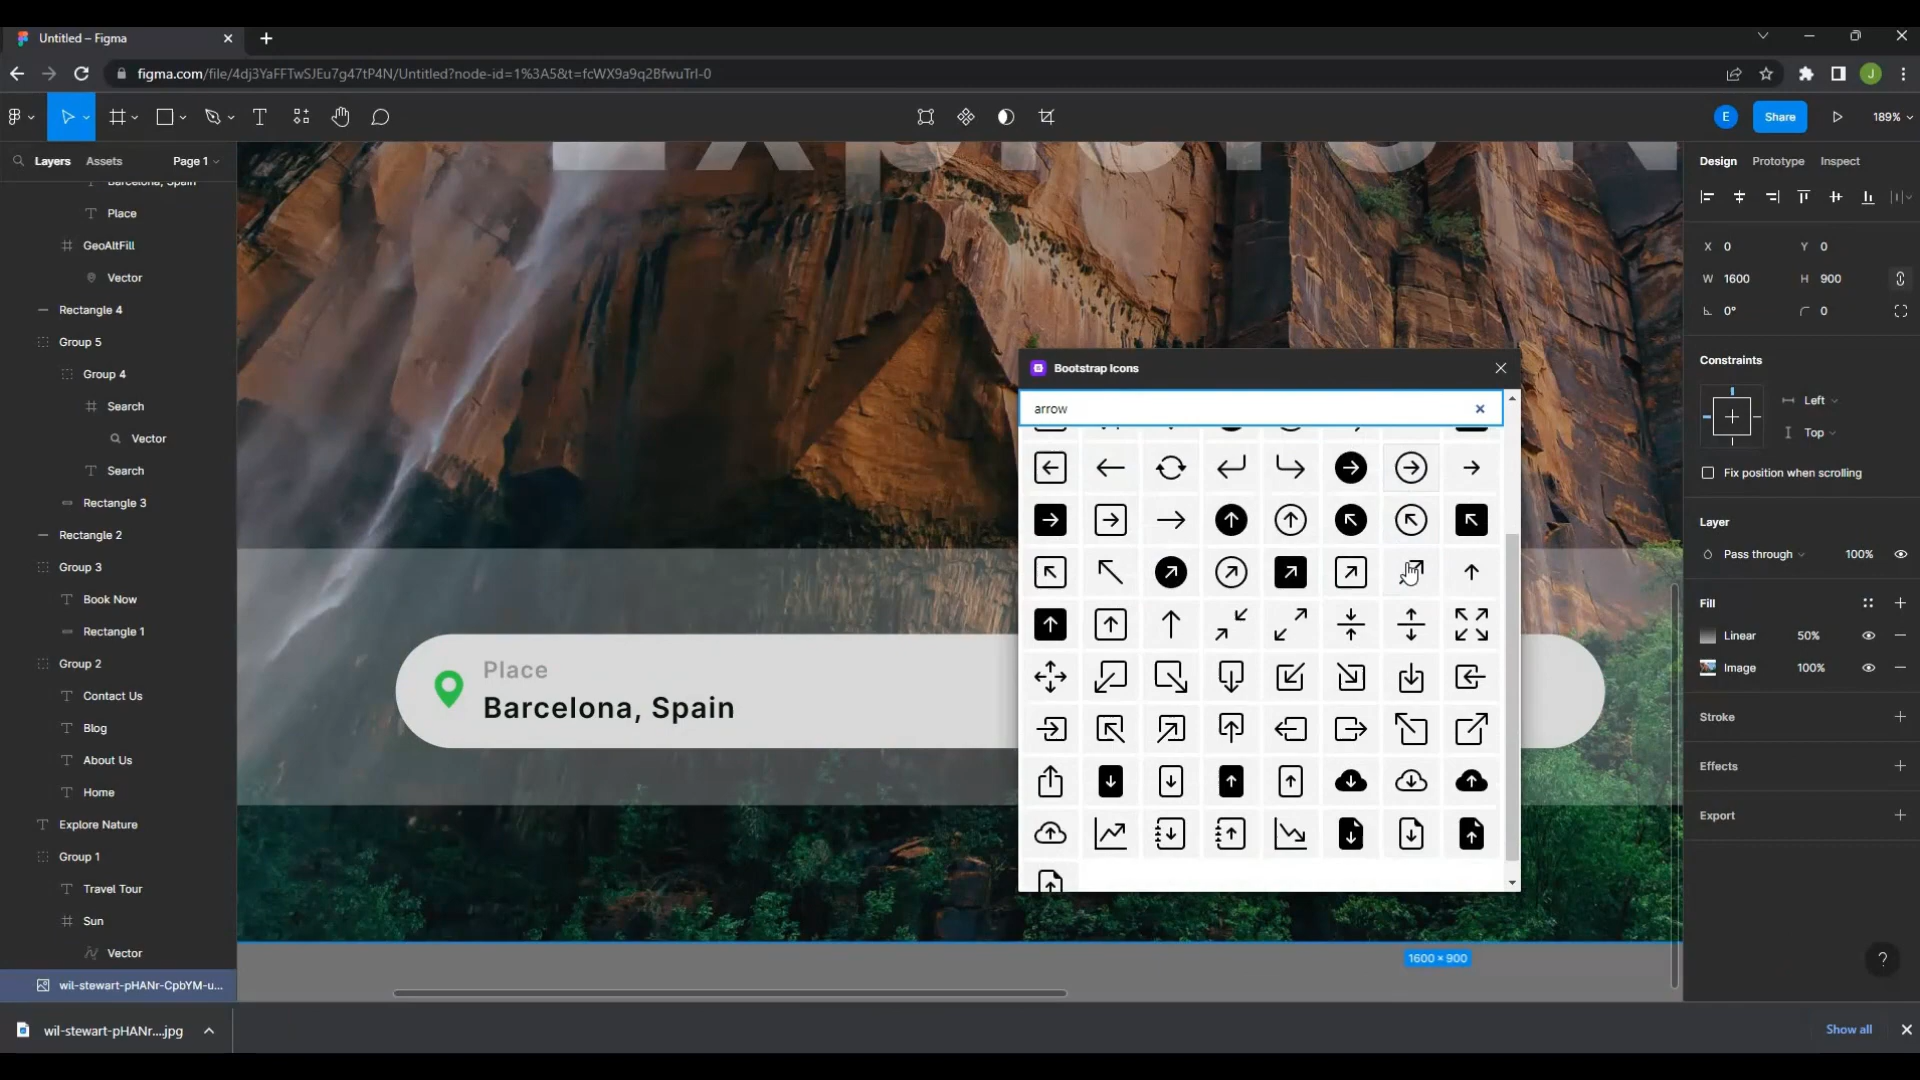 Untitled – Figma
figma.com/file/4dj3YaFFTwSJEu7g47tP4N/Untitled?node-id=1%3A5&t=fcWX9a9q2BfwuTrI-0
J
E
Share
189%
Layers
Assets
Page 1
Design
Prototype
Inspect
Barcelona, Spain
Place
GeoAltFill
Vector
Rectangle 4
Group 5
Group 4
Search
Vector
Search
Rectangle 3
Rectangle 2
Group 3
Book Now
Rectangle 1
Group 2
Contact Us
Blog
About Us
Home
Explore Nature
Group 1
Travel Tour
Sun
Vector
wil-stewart-pHANr-CpbYM-u...
Explore N
Place
Barcelona, Spain
Bootstrap Icons
arrow
1600 × 900
X 0
Y 0
W 1600
H 900
0°
0
Constraints
Left
Top
Fix position when scrolling
Layer
Pass through
100%
Fill
Linear 50%
Image 100%
Stroke
Effects
Export
?
wil-stewart-pHANr....jpg
Show all